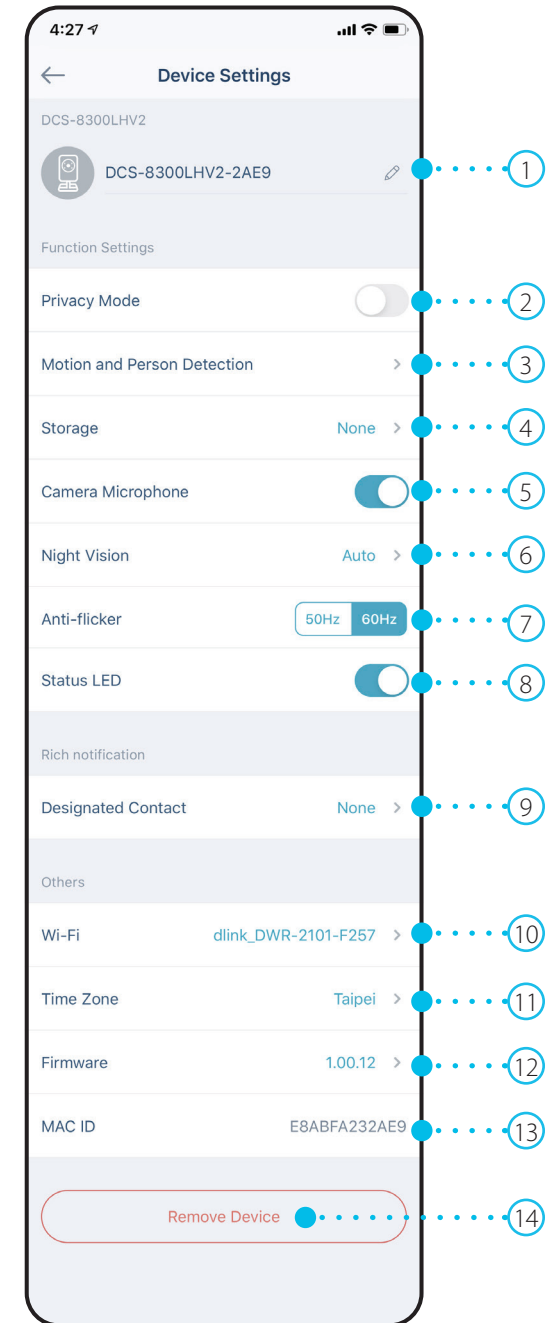 4:27
Device Settings
DCS-8300LHV2
DCS-8300LHV2-2AE9 1
Function Settings
Privacy Mode 2
Motion and Person Detection 3
Storage None 4
Camera Microphone 5
Night Vision Auto 6
Anti-flicker 50Hz 60Hz 7
Status LED 8
Rich notification
Designated Contact None 9
Others
Wi-Fi dlink_DWR-2101-F257 10
Time Zone Taipei 11
Firmware 1.00.12 12
MAC ID E8ABFA232AE9 13
Remove Device 14